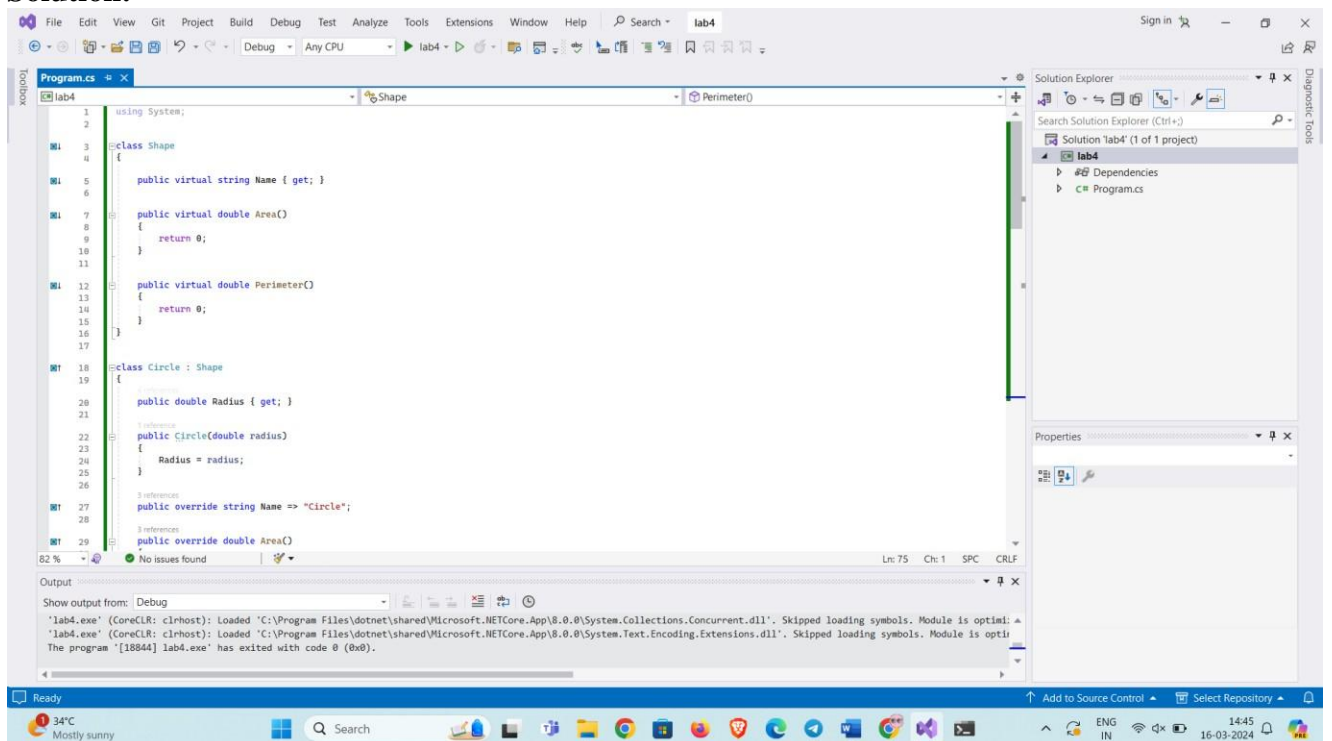 File Edit View Git Project Build Debug Test Analyze Tools Extensions Window Help Search lab4 Sign in
Debug Any CPU lab4
Toolbox
Program.cs
lab4 Shape Perimeter()
1 using System;
2
3 class Shape
4 {
5 public virtual string Name { get; }
6
7 public virtual double Area()
8 {
9 return 0;
10 }
11
12 public virtual double Perimeter()
13 {
14 return 0;
15 }
16 }
17
18 class Circle : Shape
19 {
20 public double Radius { get; }
21
1 reference
22 public Circle(double radius)
23 {
24 Radius = radius;
25 }
26
3 references
27 public override string Name => "Circle";
28
3 references
29 public override double Area()
82 % No issues found Ln: 75 Ch: 1 SPC CRLF
Output
Show output from: Debug
'lab4.exe' (CoreCLR: clrhost): Loaded 'C:\Program Files\dotnet\shared\Microsoft.NETCore.App\8.0.0\System.Collections.Concurrent.dll'. Skipped loading symbols. Module is optimi
'lab4.exe' (CoreCLR: clrhost): Loaded 'C:\Program Files\dotnet\shared\Microsoft.NETCore.App\8.0.0\System.Text.Encoding.Extensions.dll'. Skipped loading symbols. Module is opti
The program '[18844] lab4.exe' has exited with code 0 (0x0).
Solution Explorer
Search Solution Explorer (Ctrl+;)
Solution 'lab4' (1 of 1 project)
lab4
Dependencies
C# Program.cs
Properties
Diagnostic Tools
Ready Add to Source Control Select Repository
1 34°C
Mostly sunny
Search
ENG
IN
14:45
16-03-2024